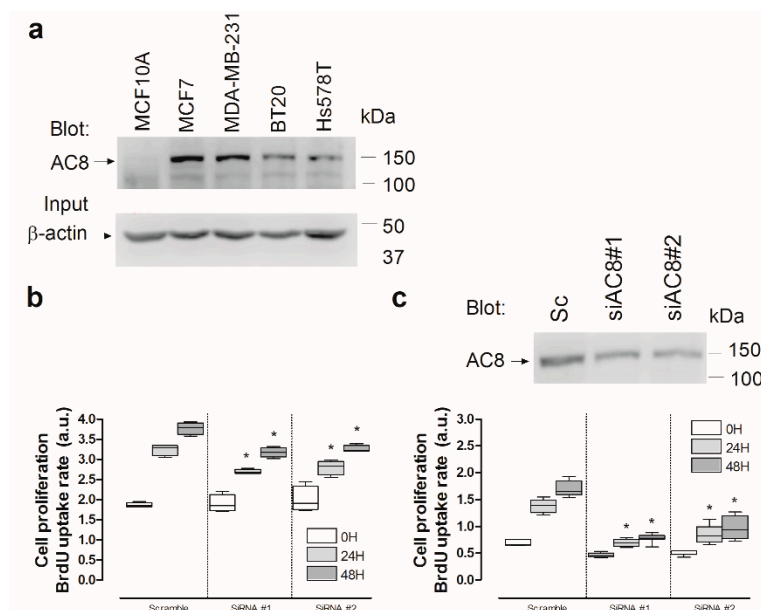 a
MCF10A
MCF7
MDA-MB-231
BT20
Hs578T
kDa
Blot:
AC8
150
100
Input
β-actin
50
37
b
Cell proliferation
BrdU uptake rate (a.u.)
4.0
3.5
3.0
2.5
2.0
1.5
1.0
0.5
0.0
* * * *
0H
24H
48H
Scramble
SiRNA #1
SiRNA #2
c
Blot:
Sc
siAC8#1
siAC8#2
kDa
AC8
150
100
Cell proliferation
BrdU uptake rate (a.u.)
3.0
2.5
2.0
1.5
1.0
0.5
0.0
0H
24H
48H
* * * *
Scramble
SiRNA #1
SiRNA #2